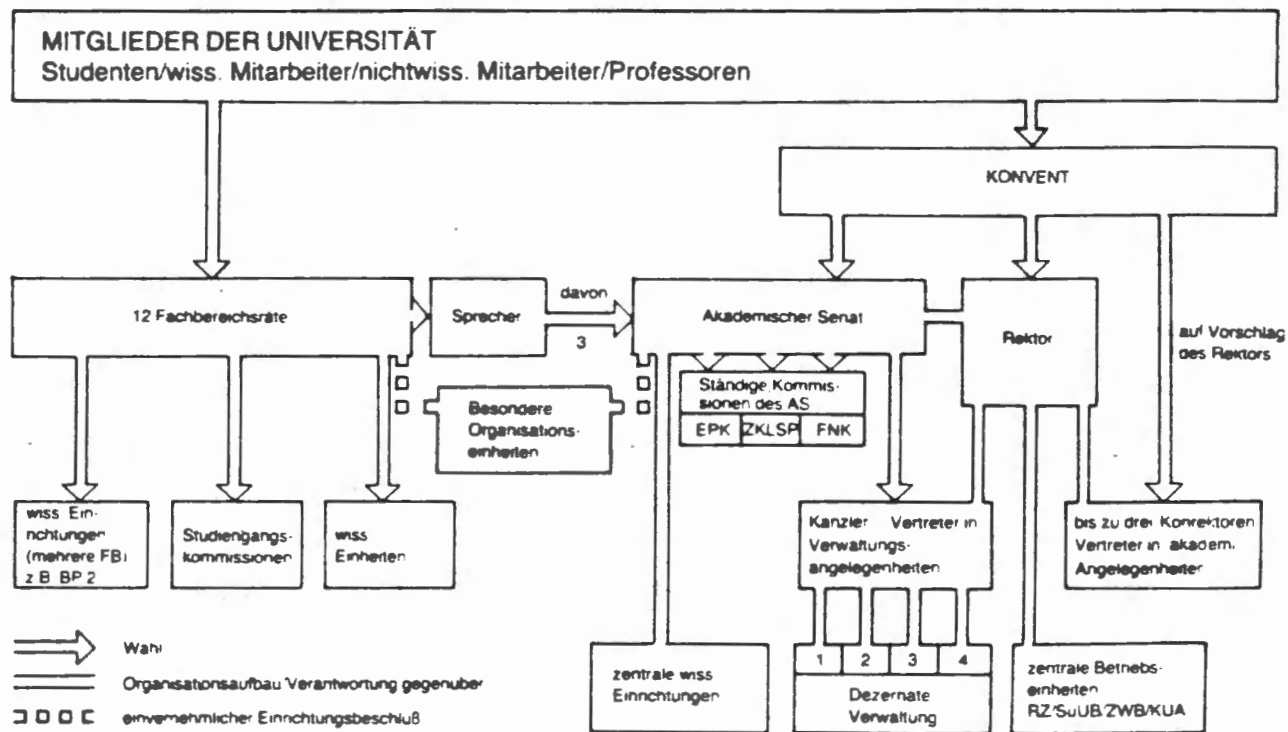 MITGLIEDER DER UNIVERSITÄT
Studenten/wiss. Mitarbeiter/nichtwiss. Mitarbeiter/Professoren
KONVENT
12 Fachbereichsräte
Sprecher
davon
3
Akademischer Senat
Rektor
auf Vorschlag
des Rektors
Besondere
Organisations-
einheiten
Ständige Kommis-
sionen des AS
EPK ZKLSP FNK
wiss Ein-
richtungen
(mehrere FB)
z B BP 2
Studiengangs-
kommissionen
wiss
Einheiten
Kanzler Vertreter in
Verwaltungs-
angelegenheiten
bis zu drei Konrektoren
Vertreter in akadem.
Angelegenheiten
Wahl
Organisationsaufbau Verantwortung gegenüber
einvernehmlicher Einrichtungsbeschluß
zentrale wiss
Einrichtungen
1 2 3 4
Dezernate
Verwaltung
zentrale Betriebs-
einheiten
RZ/SuUB/ZWB/KUA